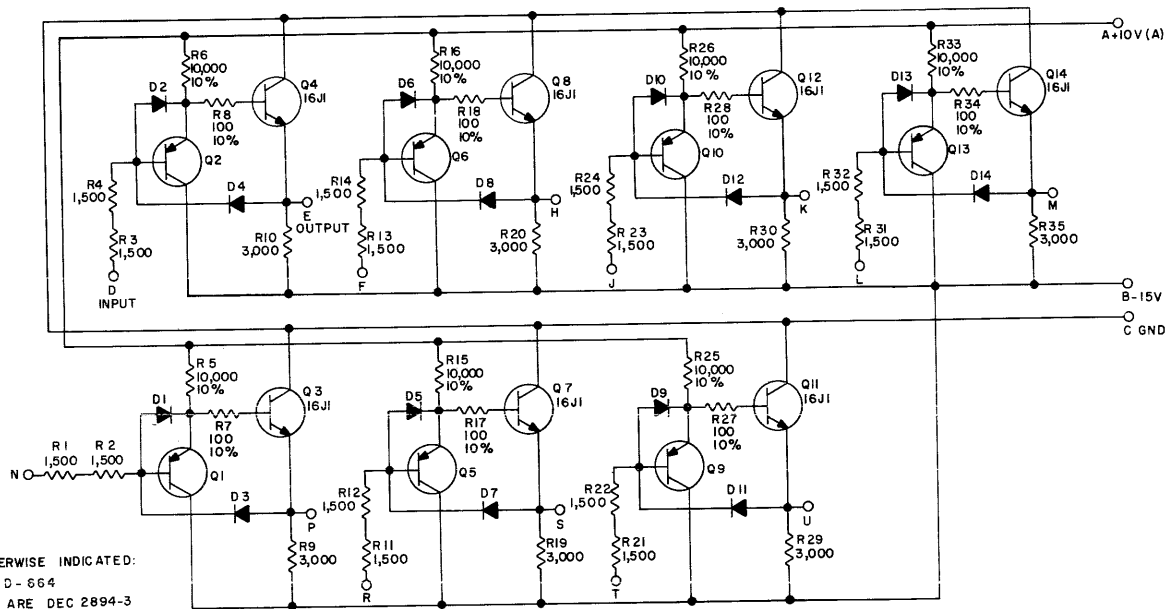 A+10V(A)
R6
10,000
10%
D2
Q4
16J1
R8
100
10%
Q2
R4
1,500
R3
1,500
D
INPUT
D4
E
OUTPUT
R10
3,000
R16
10,000
10%
D6
Q8
16J1
R18
100
10%
Q6
R14
1,500
R13
1,500
F
D8
H
R20
3,000
R26
10,000
10%
D10
Q12
16J1
R28
100
10%
Q10
R24
1,500
R23
1,500
J
D12
K
R30
3,000
R33
10,000
10%
D13
Q14
16J1
R34
100
10%
Q13
R32
1,500
R31
1,500
L
D14
M
R35
3,000
B-15V
C GND
R5
10,000
10%
D1
Q3
16J1
R7
100
10%
Q1
R1
1,500
R2
1,500
N
D3
P
R9
3,000
R15
10,000
10%
D5
Q7
16J1
R17
100
10%
Q5
R12
1,500
R11
1,500
R
D7
S
R19
3,000
R25
10,000
10%
D9
Q11
16J1
R27
100
10%
Q9
R22
1,500
R21
1,500
T
D11
U
R29
3,000
ERWISE INDICATED:
D-664
ARE DEC 2894-3